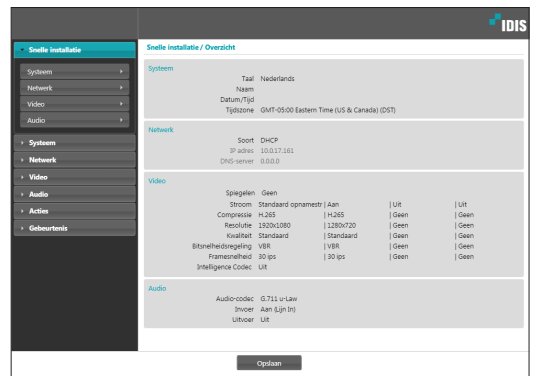 IDIS
Snelle installatie
Systeem
Netwerk
Video
Audio
Systeem
Netwerk
Video
Audio
Acties
Gebeurtenis
Snelle installatie / Overzicht
Systeem
Taal Nederlands
Naam
Datum/Tijd
Tijdszone GMT-05:00 Eastern Time (US & Canada) (DST)
Netwerk
Soort DHCP
IP adres 10.0.17.161
DNS-server 0.0.0.0
Video
Spiegelen Geen
Stroom Standaard opnamestr | Aan | Uit | Uit
Compressie H.265 | H.265 | Geen | Geen
Resolutie 1920x1080 | 1280x720 | Geen | Geen
Kwaliteit Standaard | Standaard | Geen | Geen
Bitsnelheidsregeling VBR | VBR | Geen | Geen
Framesnelheid 30 ips | 30 ips | Geen | Geen
Intelligence Codec Uit
Audio
Audio-codec G.711 u-Law
Invoer Aan (Lijn In)
Uitvoer Uit
Opslaan